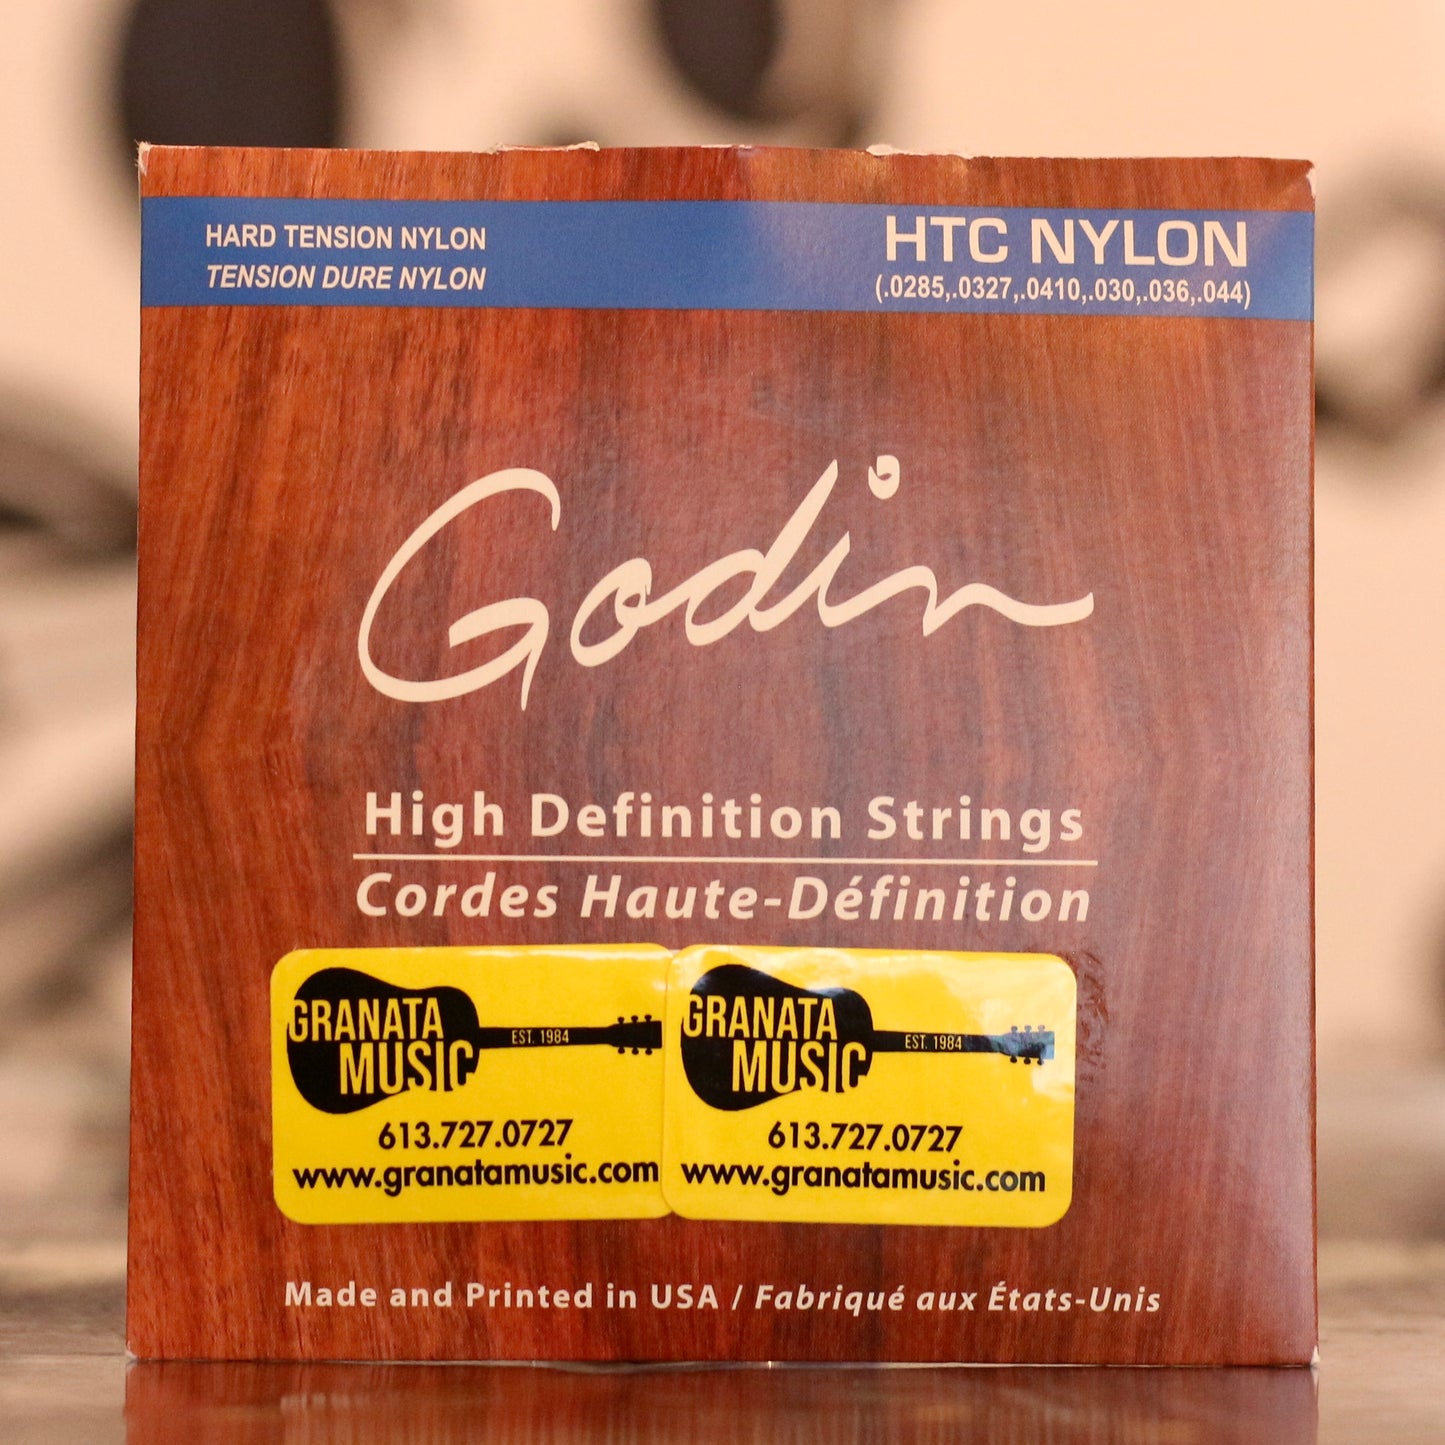 HARD TENSION NYLON
TENSION DURE NYLON
HTC NYLON
(.0285,.0327,.0410,.030,.036,.044)
Godin
High Definition Strings
Cordes Haute-Définition
GRANATA
MUSIC
EST. 1984
613.727.0727
www.granatamusic.com
GRANATA
MUSIC
EST. 1984
613.727.0727
www.granatamusic.com
Made and Printed in USA / Fabriqué aux États-Unis